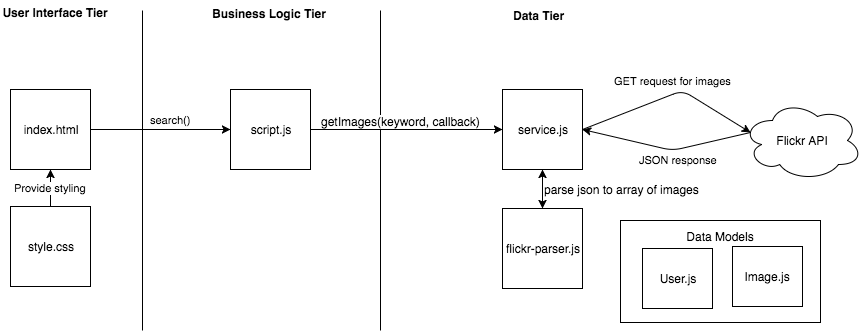 User Interface Tier
Business Logic Tier
Data Tier
GET request for images
index.html
search()
script.js
getImages(keyword, callback)
service.js
Flickr API
JSON response
Provide styling
parse json to array of images
style.css
flickr-parser.js
Data Models
User.js
Image.js